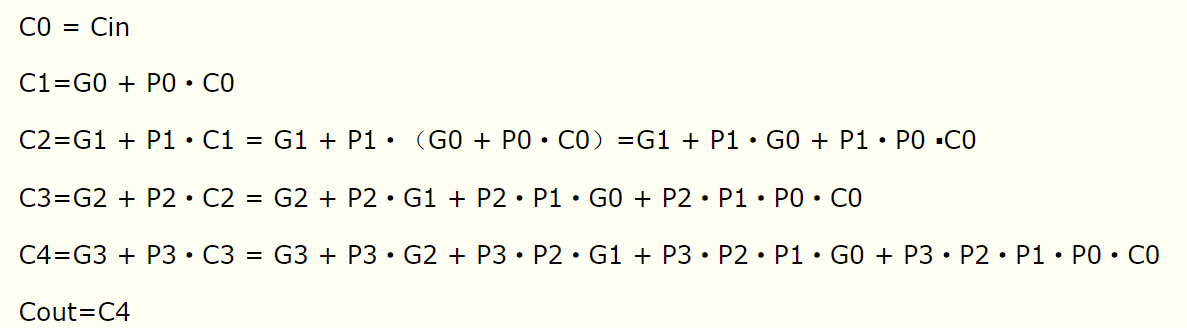 C0 = Cin
C1=G0 + P0·C0
C2=G1 + P1·C1 = G1 + P1·（G0 + P0·C0）=G1 + P1·G0 + P1·P0 ▪C0
C3=G2 + P2·C2 = G2 + P2·G1 + P2·P1·G0 + P2·P1·P0·C0
C4=G3 + P3·C3 = G3 + P3·G2 + P3·P2·G1 + P3·P2·P1·G0 + P3·P2·P1·P0·C0
Cout=C4